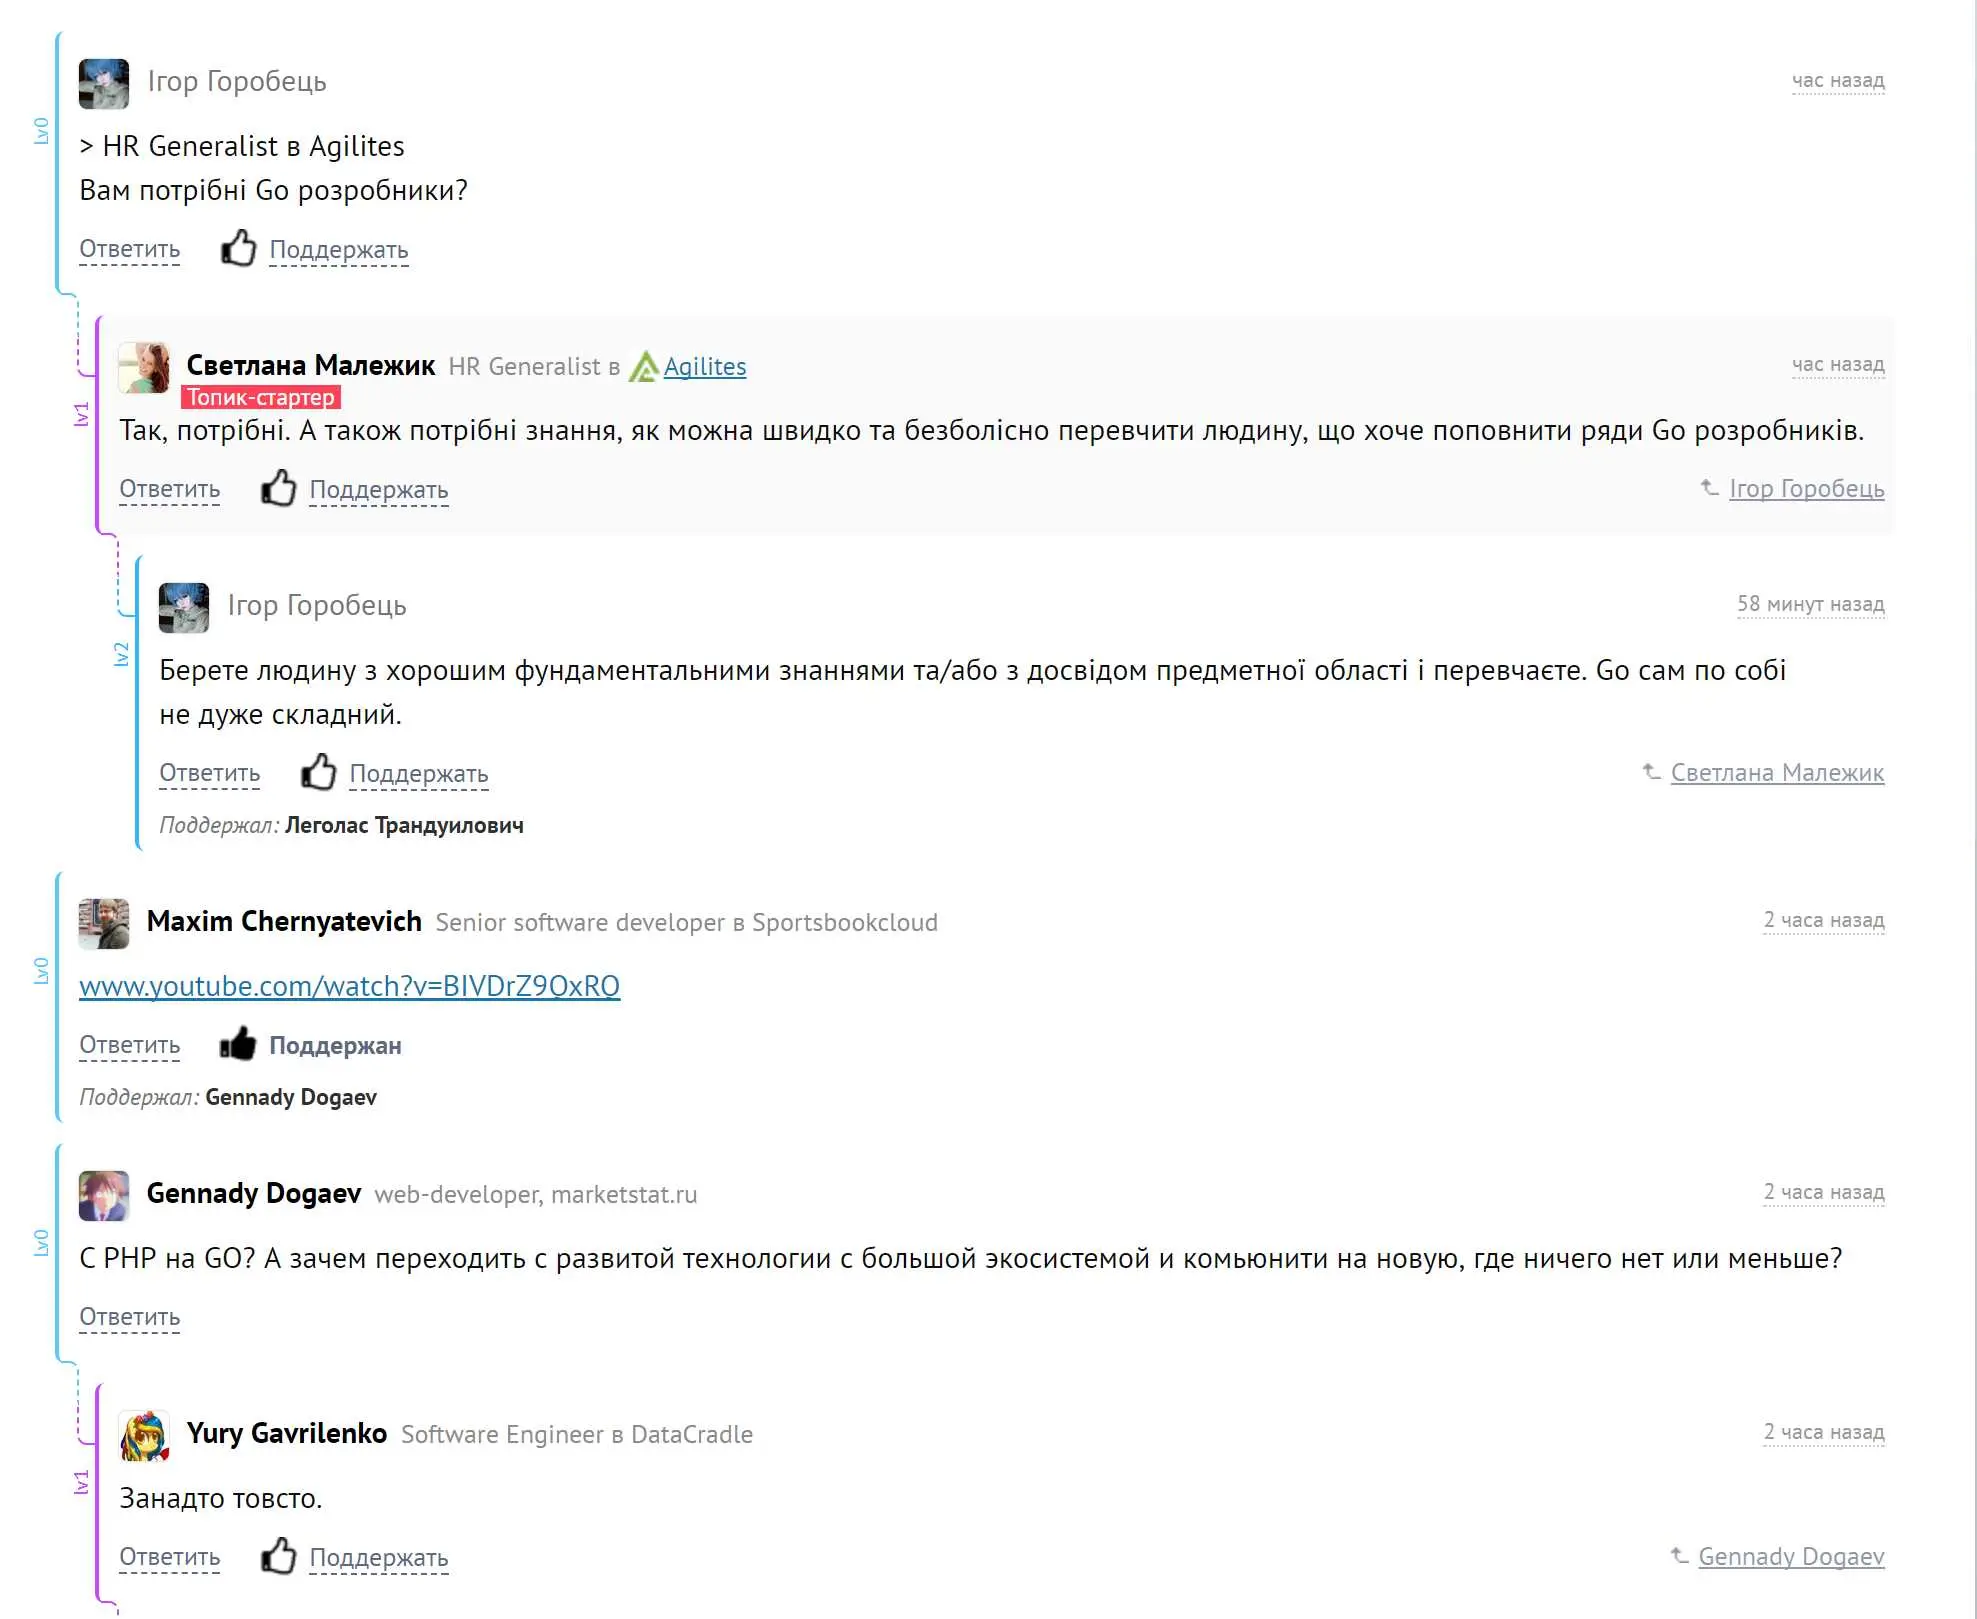 Ігор Горобець
час назад
Lv0
> HR Generalist в Agilites
Вам потрібні Go розробники?
Ответить Поддержать
Светлана Малежик HR Generalist в Agilites
час назад
Топик-стартер
lv1
Так, потрібні. А також потрібні знання, як можна швидко та безболісно перевчити людину, що хоче поповнити ряди Go розробників.
Ответить Поддержать
Ігор Горобець
Ігор Горобець
58 минут назад
lv2
Берете людину з хорошим фундаментальними знаннями та/або з досвідом предметної області і перевчаєте. Go сам по собі
не дуже складний.
Ответить Поддержать
Светлана Малежик
Поддержал: Леголас Трандуилович
Maxim Chernyatevich Senior software developer в Sportsbookcloud
2 часа назад
Lv0
www.youtube.com/watch?v=BIVDrZ9OxRQ
Ответить Поддержан
Поддержал: Gennady Dogaev
Gennady Dogaev web-developer, marketstat.ru
2 часа назад
Lv0
С PHP на GO? А зачем переходить с развитой технологии с большой экосистемой и комьюнити на новую, где ничего нет или меньше?
Ответить
Yury Gavrilenko Software Engineer в DataCradle
2 часа назад
lv1
Занадто товсто.
Ответить Поддержать
Gennady Dogaev